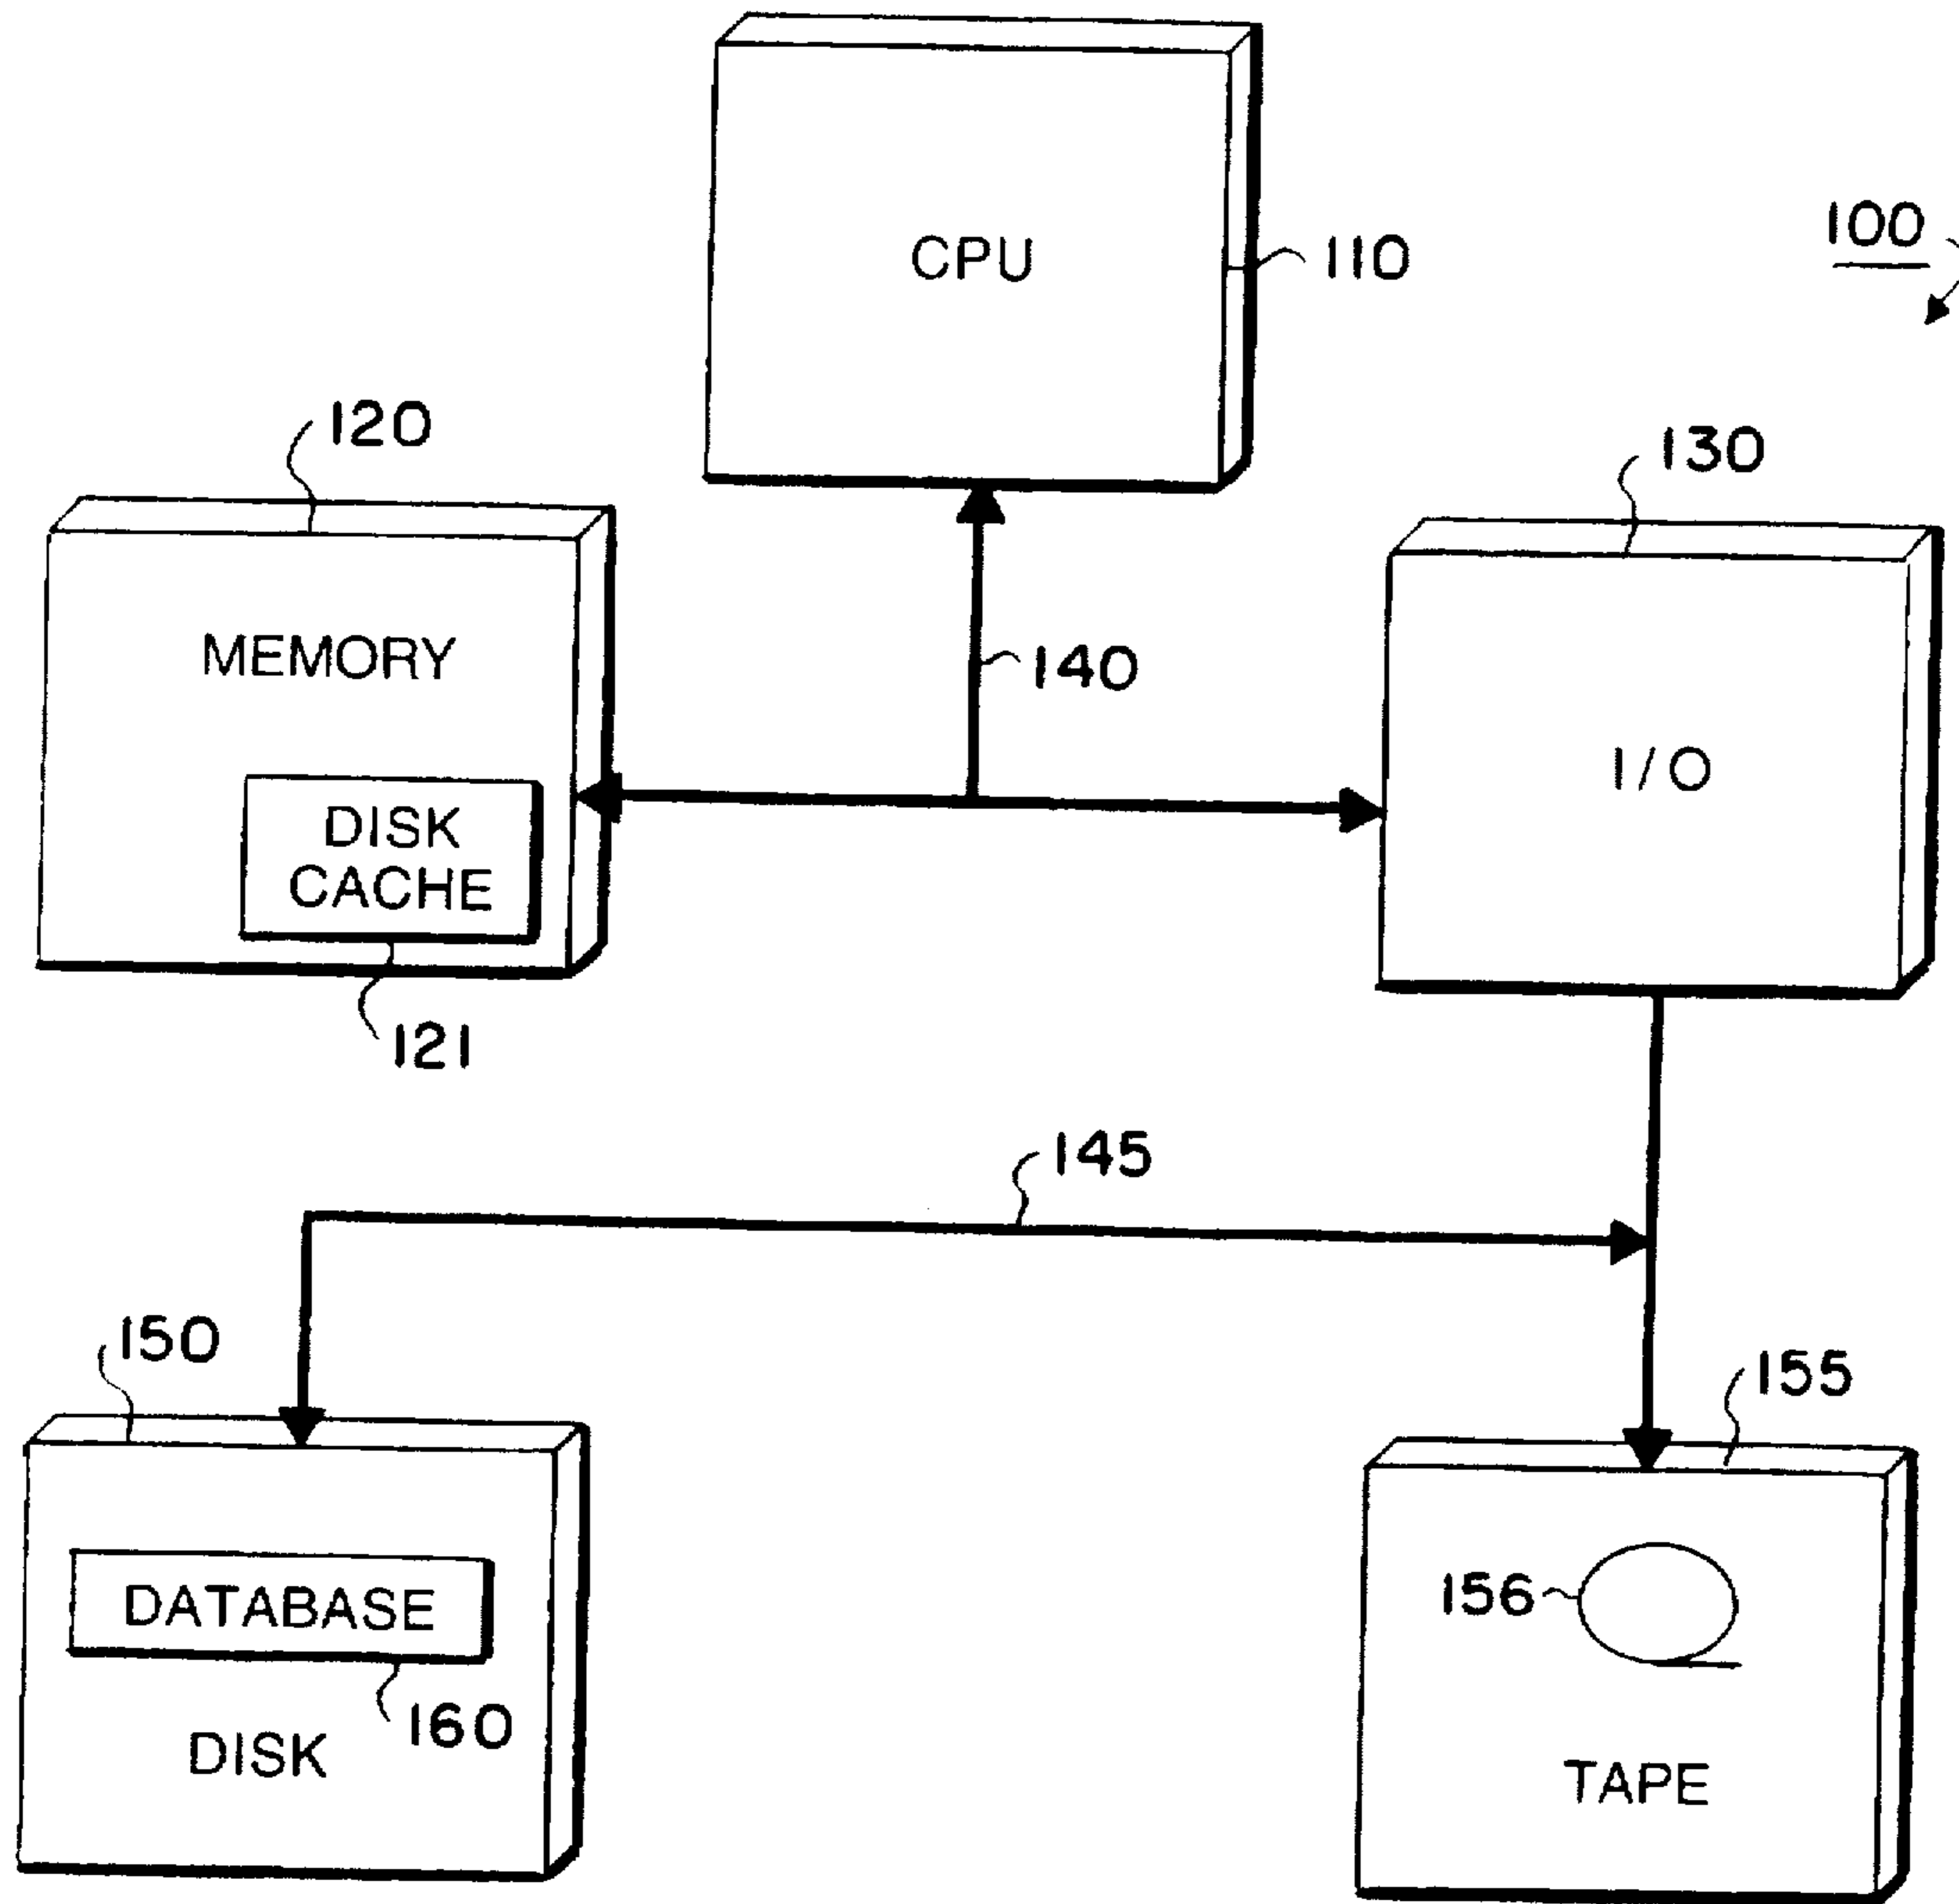 CPU
110
100
120
130
MEMORY
140
I/O
DISK
CACHE
121
145
150
155
DATABASE
156
160
DISK
TAPE